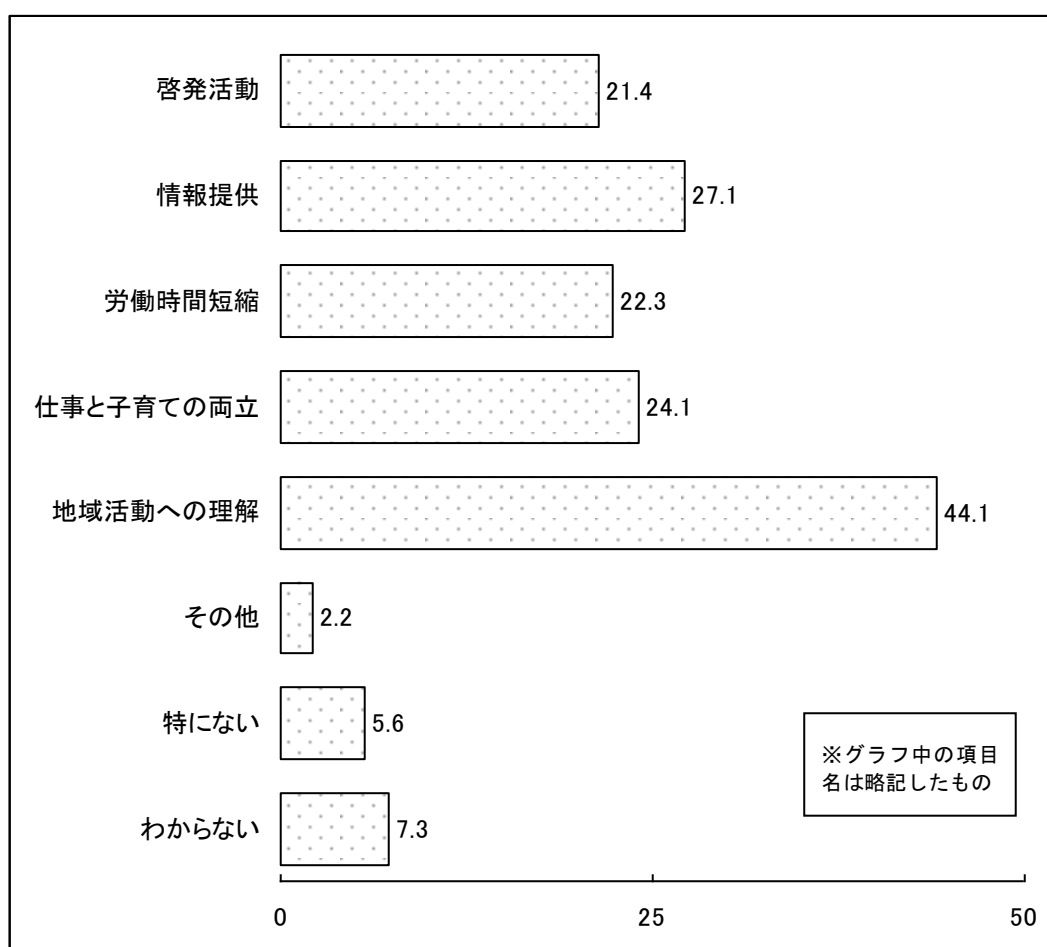 啓発活動 21.4
情報提供 27.1
労働時間短縮 22.3
仕事と子育ての両立 24.1
地域活動への理解 44.1
その他 2.2
特にない 5.6
わからない 7.3
※グラフ中の項目
名は略記したもの
0 25 50